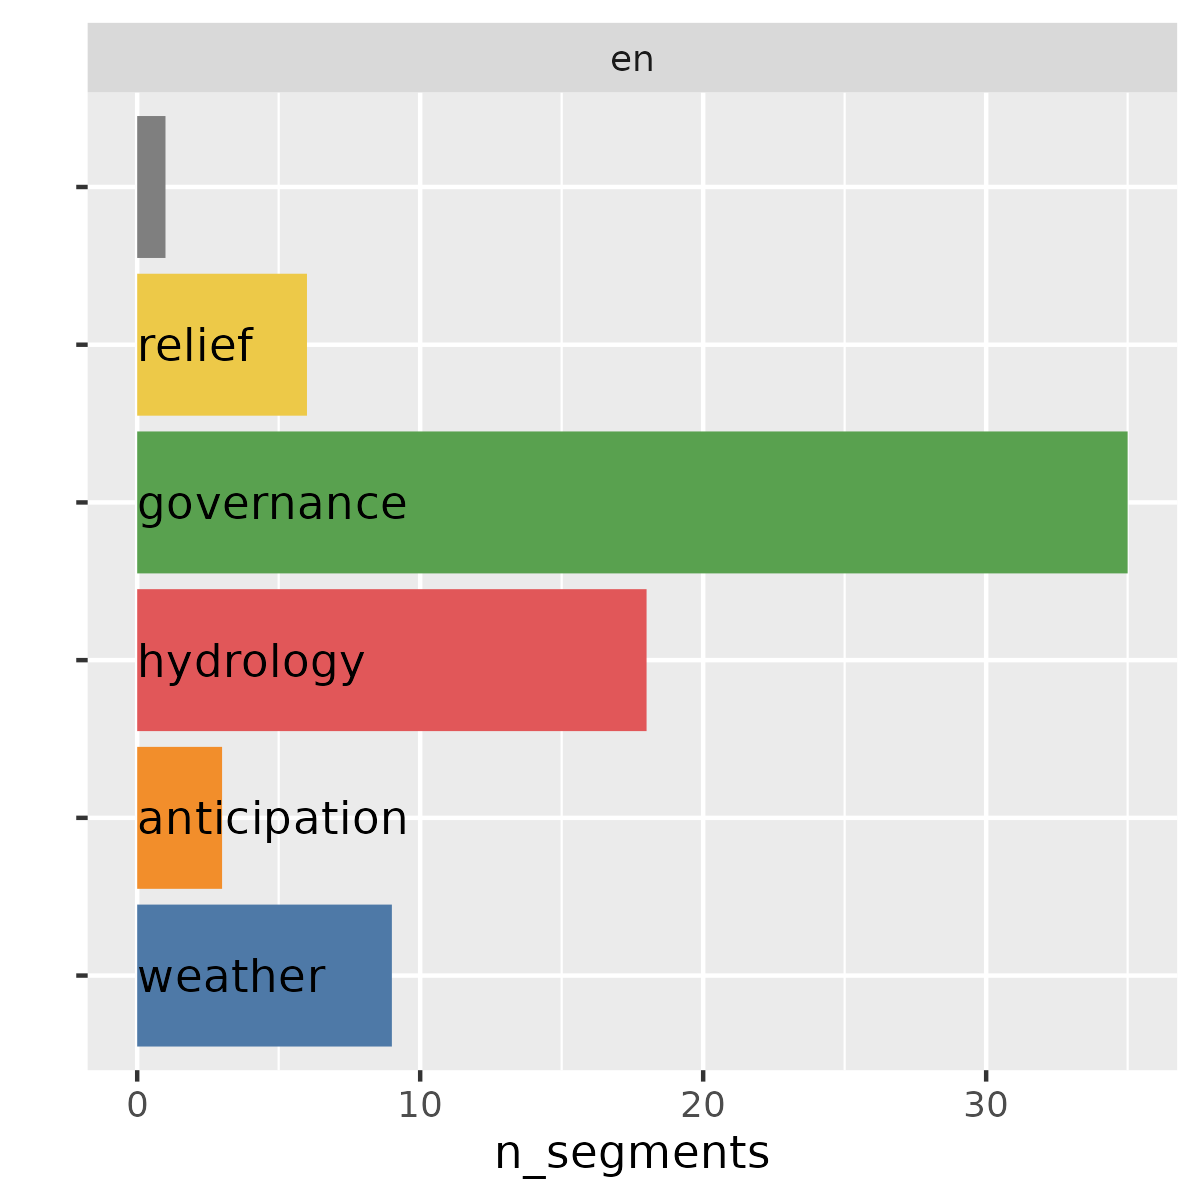 en
relief
governance
hydrology
anticipation
weather
0 10 20 30
n_segments